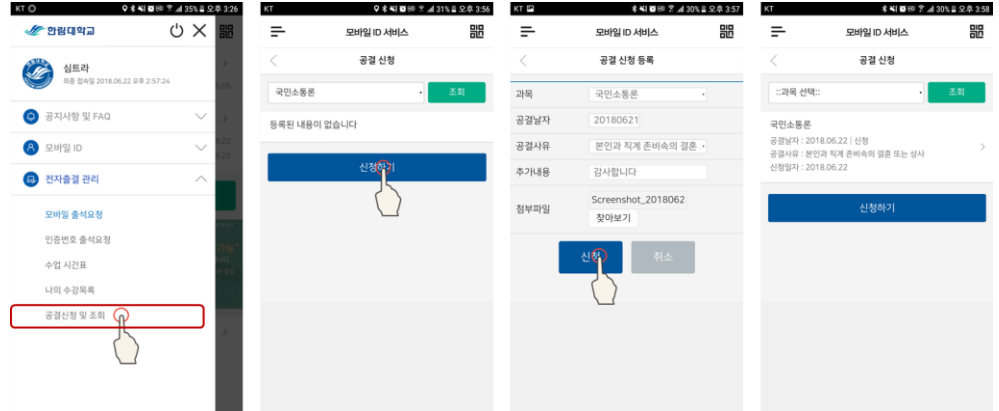 KT 35% 오후 3:26
한림대학교
심트라
최종 접속일 2018.06.22 오후 2:57:24
공지사항 및 FAQ
모바일 ID
전자출결 관리
모바일 출석요청
인증번호 출석요청
수업 시간표
나의 수강목록
공결신청 및 조회
KT 31% 오후 3:56
모바일 ID 서비스
공결 신청
국민소통론
조회
등록된 내용이 없습니다
신청하기
KT 30% 오후 3:57
모바일 ID 서비스
공결 신청 등록
과목 국민소통론
공결날자 20180621
공결사유 본인과 직계 존비속의 결혼
추가내용 감사합니다
첨부파일 Screenshot_2018062
찾아보기
신청 취소
KT 30% 오후 3:58
모바일 ID 서비스
공결 신청
::과목 선택::
조회
국민소통론
공결날자 : 2018.06.22 | 신청
공결사유 : 본인과 직계 존비속의 결혼 또는 상사
신청일자 : 2018.06.22
신청하기